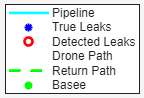 Pipeline
True Leaks
Detected Leaks
Drone Path
Return Path
Basee